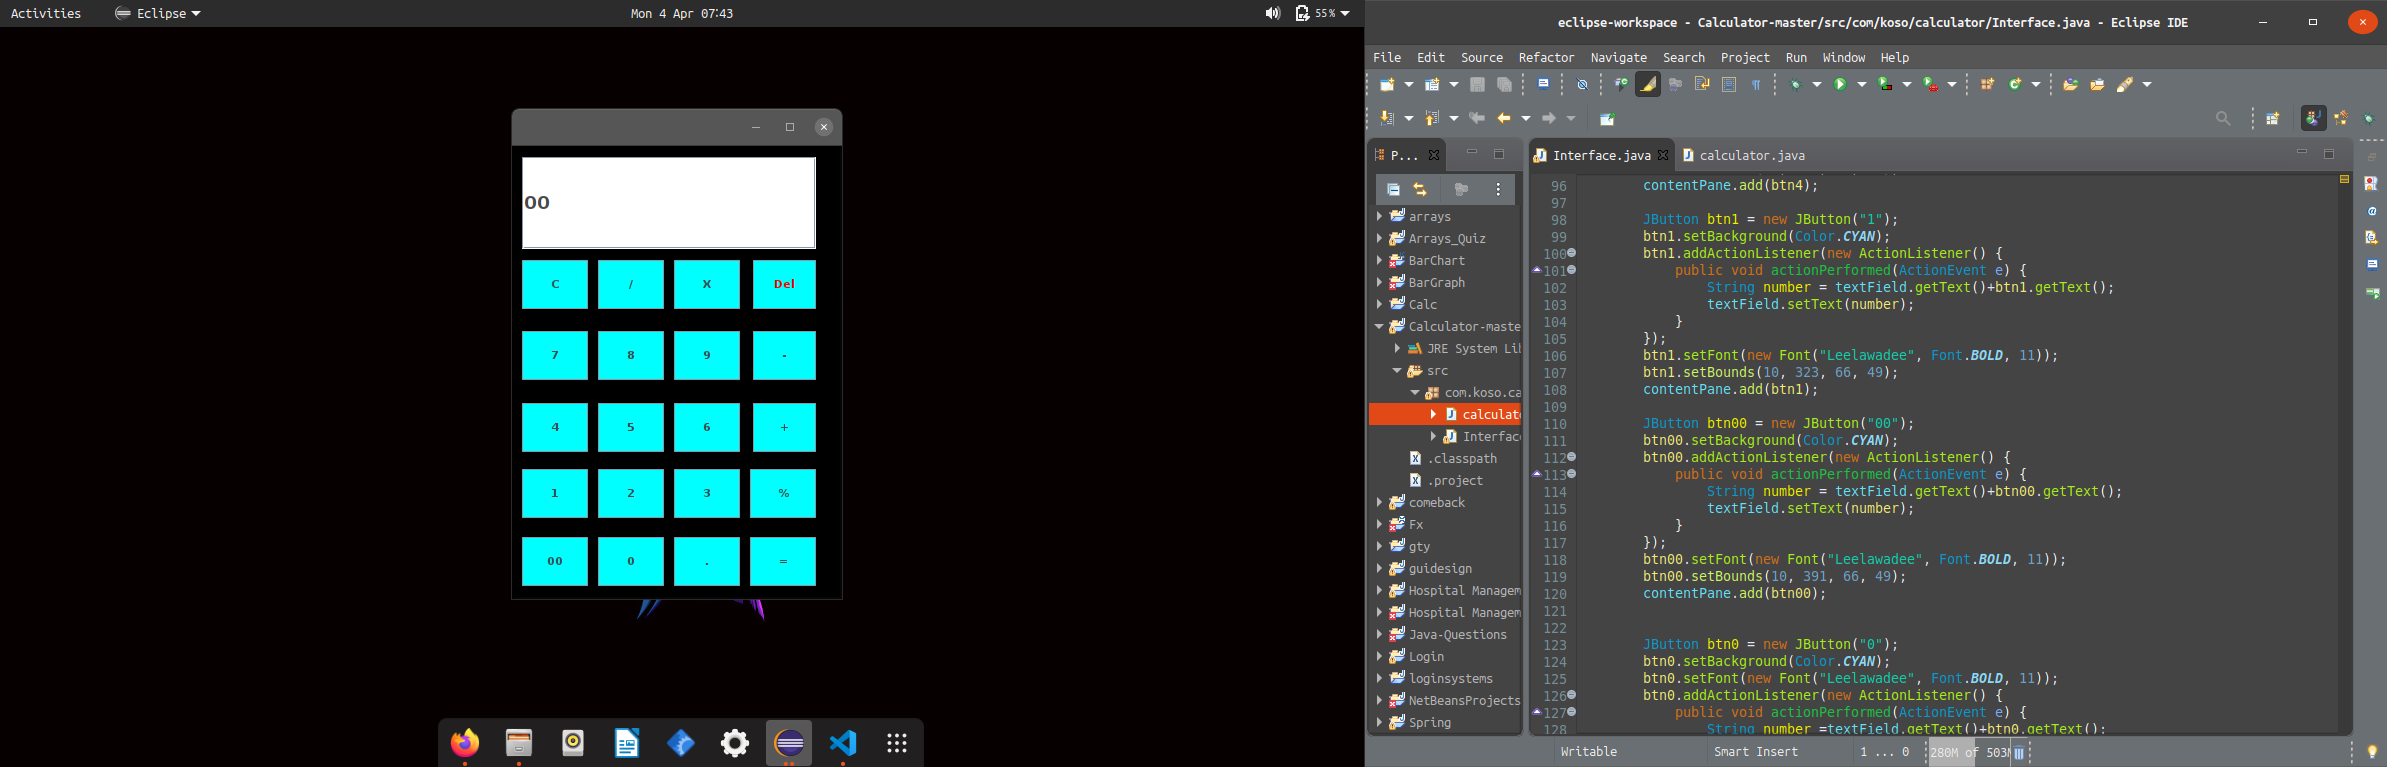 Activities
Eclipse
Mon 4 Apr 07:43
55%
00
C / X Del
7 8 9 -
4 5 6 +
1 2 3 %
00 0 . =
eclipse-workspace - Calculator-master/src/com/koso/calculator/Interface.java - Eclipse IDE
File Edit Source Refactor Navigate Search Project Run Window Help
P...
arrays
Arrays_Quiz
BarChart
BarGraph
Calc
Calculator-maste
JRE System Lib
src
com.koso.ca
calculato
Interface
.classpath
.project
comeback
Fx
gty
guidesign
Hospital Managem
Hospital Managem
Java-Questions
Login
loginsystems
NetBeansProjects
Spring
Interface.java
calculator.java
96 contentPane.add(btn4);
97
98 JButton btn1 = new JButton("1");
99 btn1.setBackground(Color.CYAN);
100 btn1.addActionListener(new ActionListener() {
101 public void actionPerformed(ActionEvent e) {
102 String number = textField.getText()+btn1.getText();
103 textField.setText(number);
104 }
105 });
106 btn1.setFont(new Font("Leelawadee", Font.BOLD, 11));
107 btn1.setBounds(10, 323, 66, 49);
108 contentPane.add(btn1);
109
110 JButton btn00 = new JButton("00");
111 btn00.setBackground(Color.CYAN);
112 btn00.addActionListener(new ActionListener() {
113 public void actionPerformed(ActionEvent e) {
114 String number = textField.getText()+btn00.getText();
115 textField.setText(number);
116 }
117 });
118 btn00.setFont(new Font("Leelawadee", Font.BOLD, 11));
119 btn00.setBounds(10, 391, 66, 49);
120 contentPane.add(btn00);
121
122
123 JButton btn0 = new JButton("0");
124 btn0.setBackground(Color.CYAN);
125 btn0.setFont(new Font("Leelawadee", Font.BOLD, 11));
126 btn0.addActionListener(new ActionListener() {
127 public void actionPerformed(ActionEvent e) {
128 String number =textField.getText()+btn0.getText();
Writable
Smart Insert
1 ... 0
280M of 503M